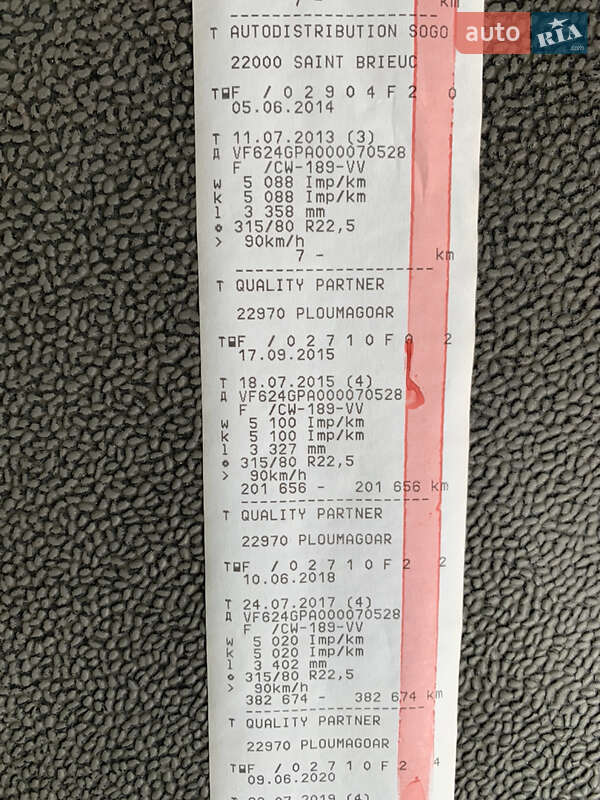 7 - km
auto RIA .com
T AUTODISTRIBUTION SOGO
22000 SAINT BRIEUC
T F / 0 2 9 0 4 F 2 0
05.06.2014
T 11.07.2013 (3)
A VF624GPA000070528
F /CW-189-VV
w 5 088 Imp/km
k 5 088 Imp/km
l 3 358 mm
315/80 R22,5
> 90km/h
7 - km
T QUALITY PARTNER
22970 PLOUMAGOAR
T F / 0 2 7 1 0 F 0 2
17.09.2015
T 18.07.2015 (4)
A VF624GPA000070528
F /CW-189-VV
w 5 100 Imp/km
k 5 100 Imp/km
l 3 327 mm
315/80 R22,5
> 90km/h
201 656 - 201 656 km
T QUALITY PARTNER
22970 PLOUMAGOAR
T F / 0 2 7 1 0 F 2 2
10.06.2018
T 24.07.2017 (4)
A VF624GPA000070528
F /CW-189-VV
w 5 020 Imp/km
k 5 020 Imp/km
l 3 402 mm
315/80 R22,5
> 90km/h
382 674 - 382 674 km
T QUALITY PARTNER
22970 PLOUMAGOAR
T F / 0 2 7 1 0 F 2 4
09.06.2020